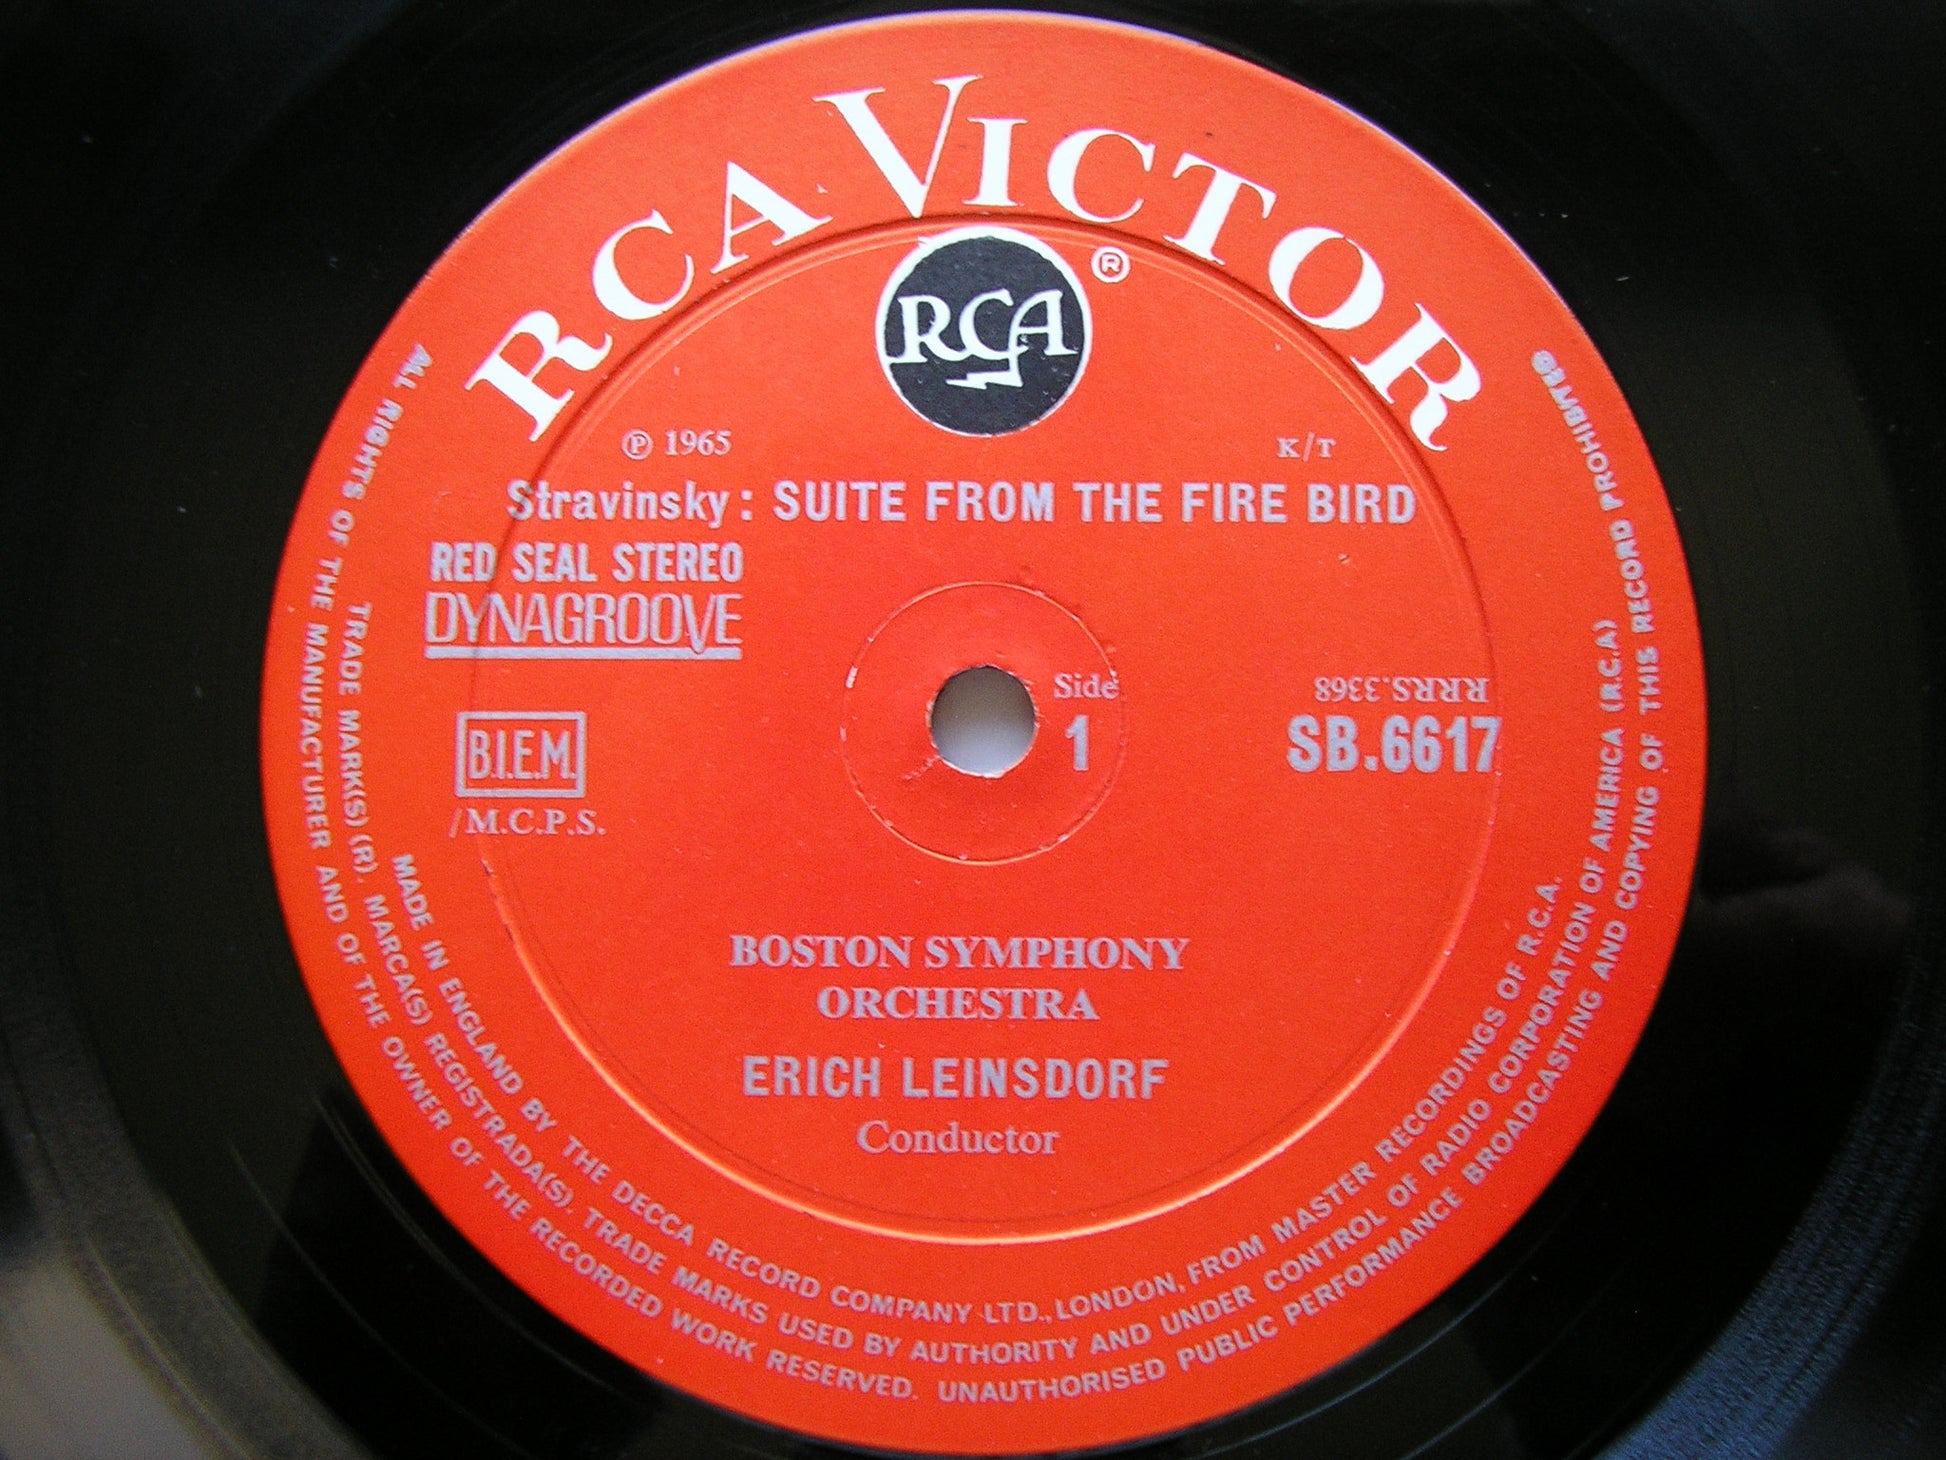 RCA VICTOR
RCA
®
℗ 1965
K/T
Stravinsky: SUITE FROM THE FIRE BIRD
RED SEAL STEREO
DYNAGROOVE
Side
1
RRRS.3368
SB.6617
B.I.E.M.
/M.C.P.S.
BOSTON SYMPHONY
ORCHESTRA
ERICH LEINSDORF
Conductor
MADE IN ENGLAND BY THE DECCA RECORD COMPANY LTD., LONDON, FROM MASTER RECORDINGS OF R.C.A.
TRADE MARK(S) (R). MARCA(S) REGISTRADA(S). TRADE MARKS USED BY AUTHORITY AND UNDER CONTROL OF RADIO CORPORATION OF AMERICA (R.C.A)
ALL RIGHTS OF THE MANUFACTURER AND OF THE OWNER OF THE RECORDED WORK RESERVED. UNAUTHORISED PUBLIC PERFORMANCE BROADCASTING AND COPYING OF THIS RECORD PROHIBITED